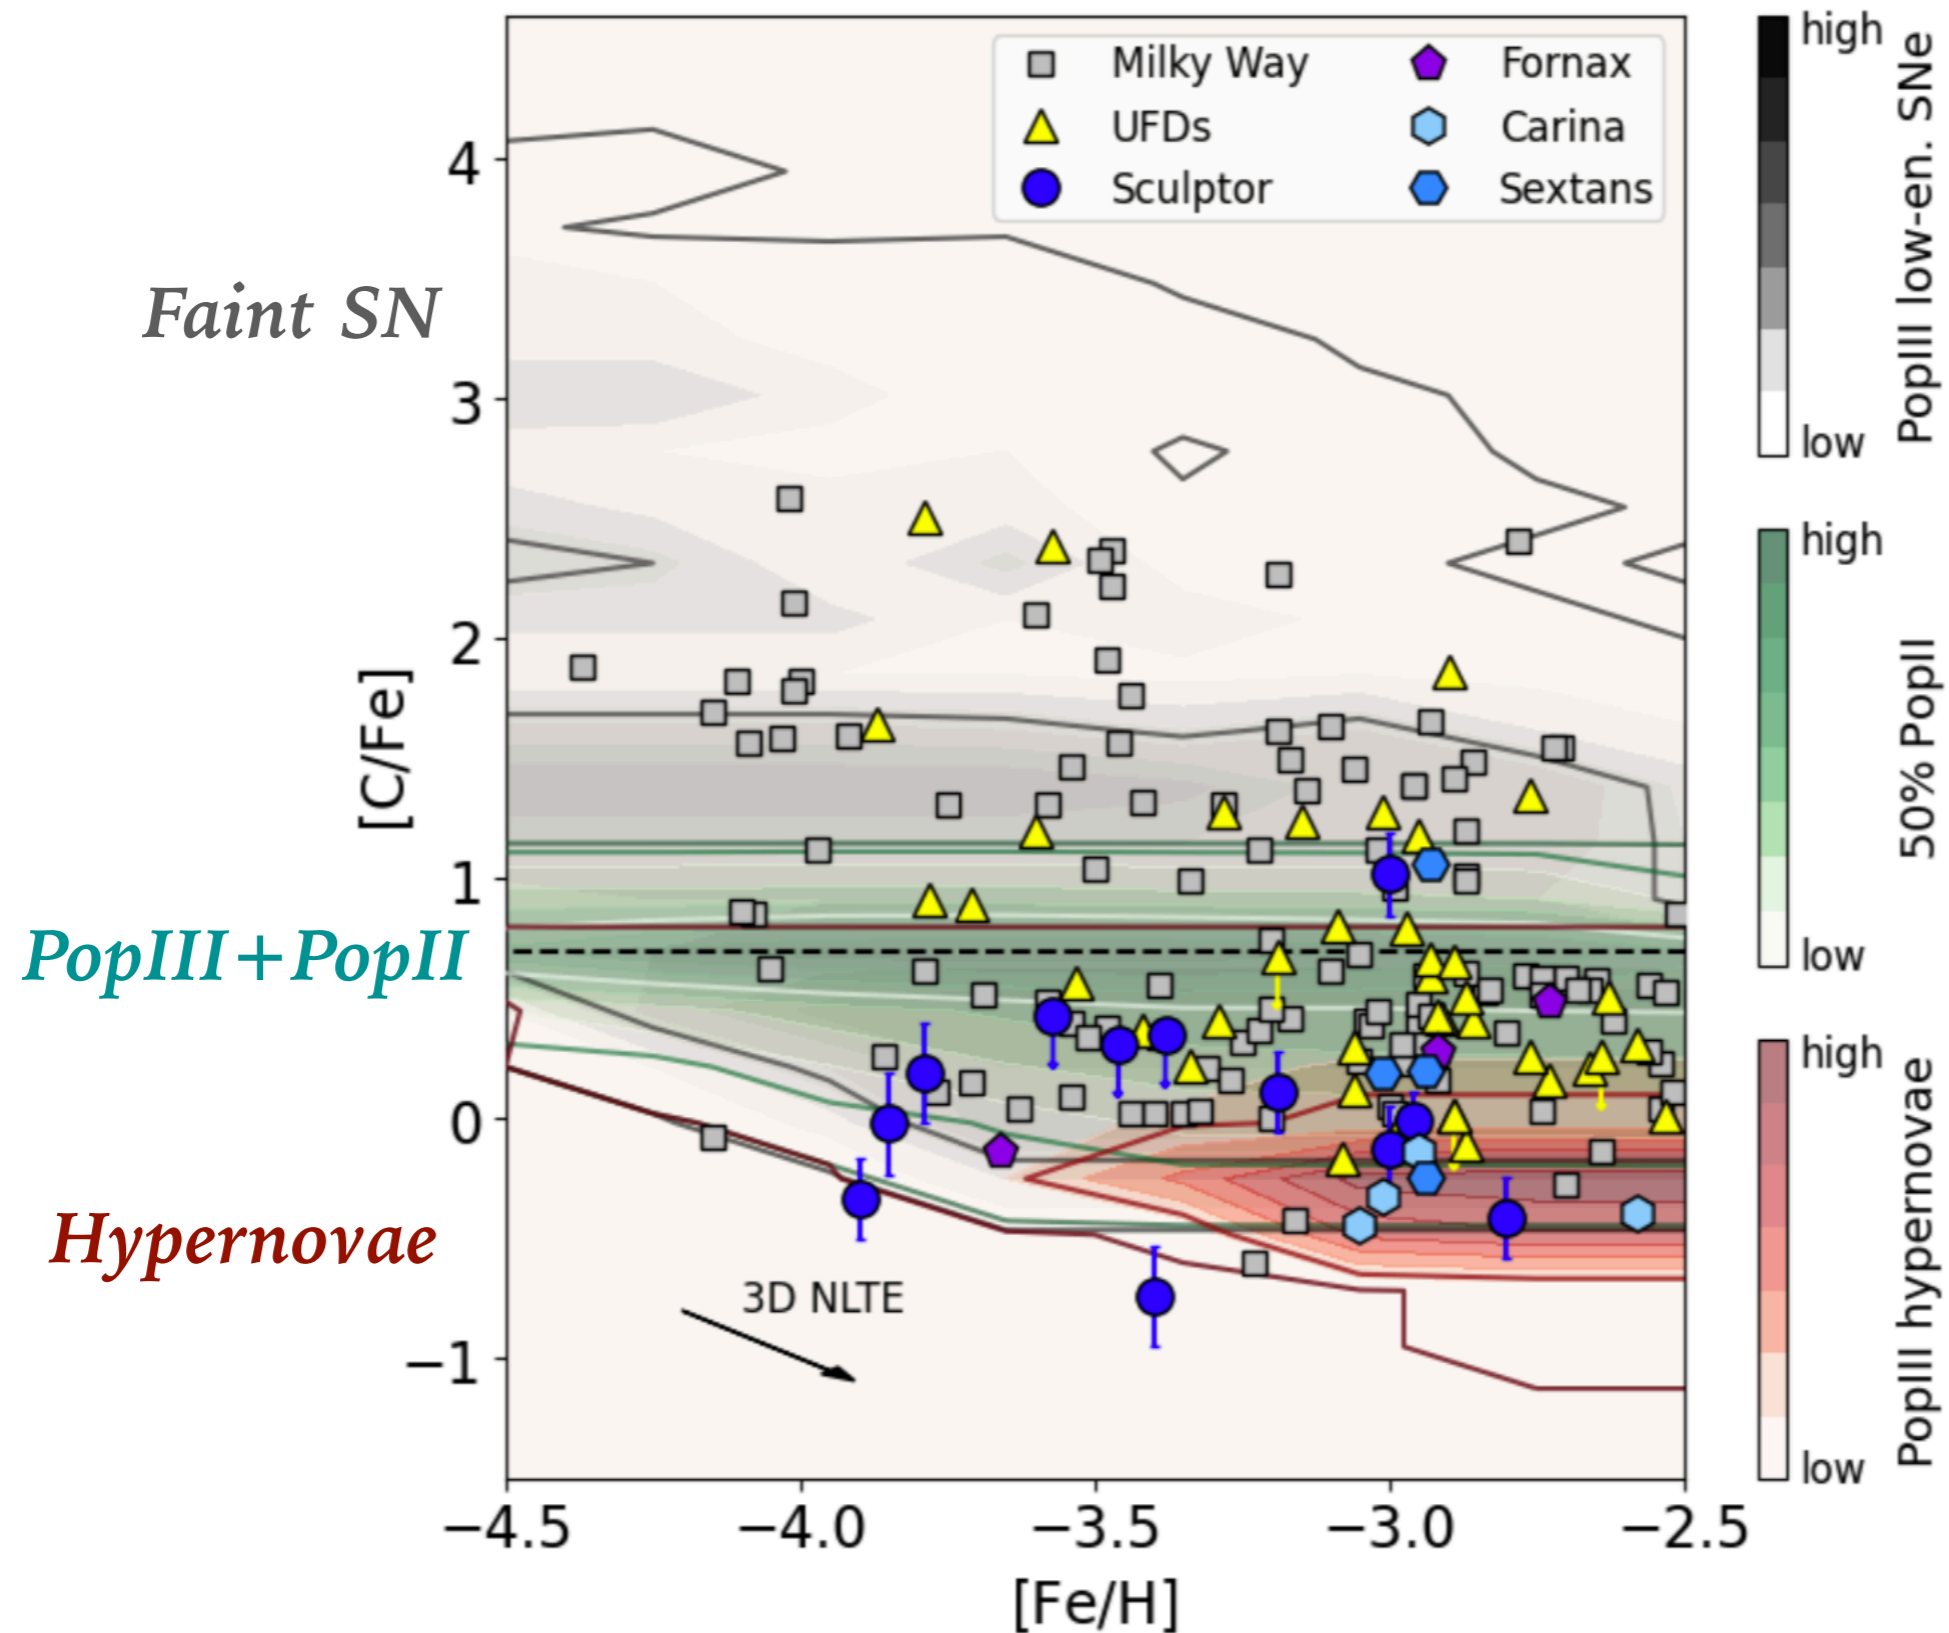 Milky Way
UFDs
Sculptor
Fornax
Carina
Sextans
Faint SN
PopIII+PopII
Hypernovae
[C/Fe]
4
3
2
1
0
−1
3D NLTE
−4.5 −4.0 −3.5 −3.0 −2.5
[Fe/H]
high
low
PopIII low-en. SNe
high
low
50% PopII
high
low
PopIII hypernovae